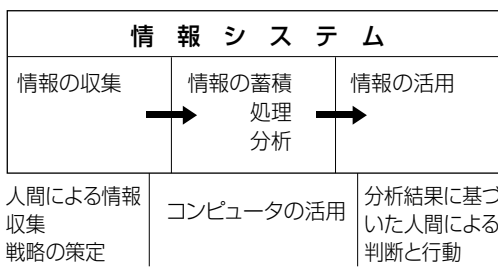 情報システム
情報の収集
情報の蓄積
処理
分析
情報の活用
人間による情報
収集
戦略の策定
コンピュータの活用
分析結果に基づ
いた人間による
判断と行動